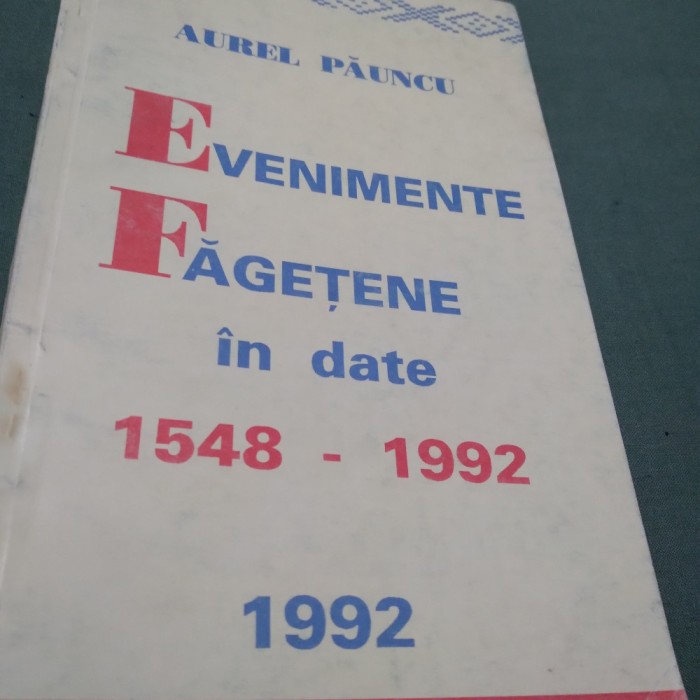 AUREL PĂUNCU
EVENIMENTE
FĂGEȚENE
în date
1548 - 1992
1992